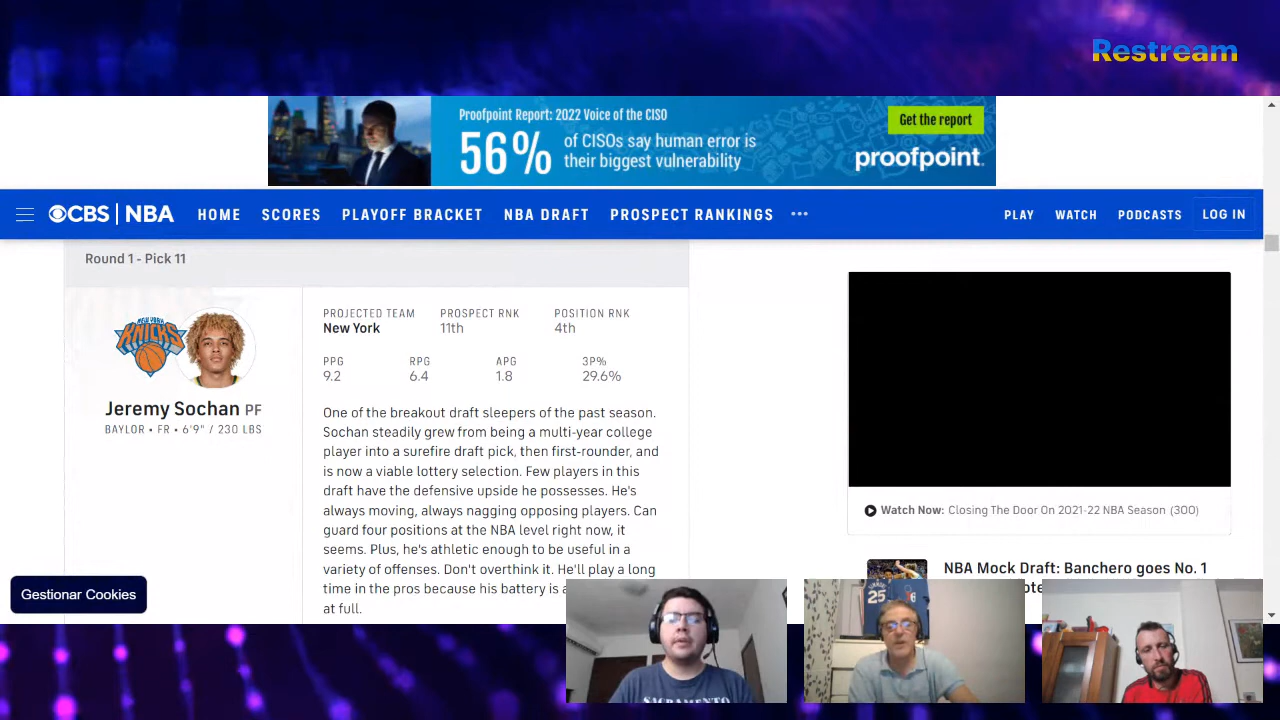 Restream
Proofpoint Report: 2022 Voice of the CISO
56%
of CISOs say human error is
their biggest vulnerability
Get the report
proofpoint.
CBS | NBA
HOME
SCORES
PLAYOFF BRACKET
NBA DRAFT
PROSPECT RANKINGS
PLAY
WATCH
PODCASTS
LOG IN
Round 1 - Pick 11
NEW YORK
KNICKS
Jeremy Sochan PF
BAYLOR • FR • 6'9" / 230 LBS
PROJECTED TEAM
New York
PROSPECT RNK
11th
POSITION RNK
4th
PPG
9.2
RPG
6.4
APG
1.8
3P%
29.6%
One of the breakout draft sleepers of the past season.
Sochan steadily grew from being a multi-year college
player into a surefire draft pick, then first-rounder, and
is now a viable lottery selection. Few players in this
draft have the defensive upside he possesses. He's
always moving, always nagging opposing players. Can
guard four positions at the NBA level right now, it
seems. Plus, he's athletic enough to be useful in a
variety of offenses. Don't overthink it. He'll play a long
time in the pros because his battery is a
at full.
Watch Now: Closing The Door On 2021-22 NBA Season (300)
NBA Mock Draft: Banchero goes No. 1
Gestionar Cookies
25
SACRAMENTO